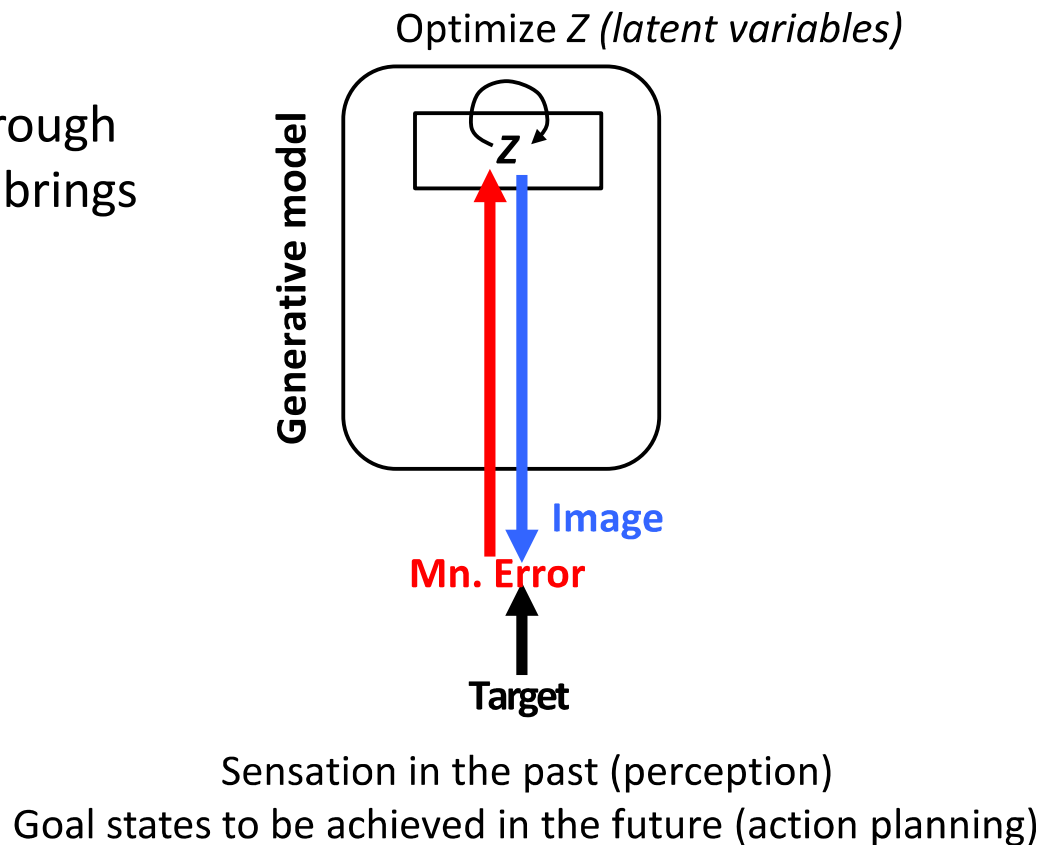 Optimize Z (latent variables)
rough
brings
Generative model
Z
Image
Mn. Error
Target
Sensation in the past (perception)
Goal states to be achieved in the future (action planning)